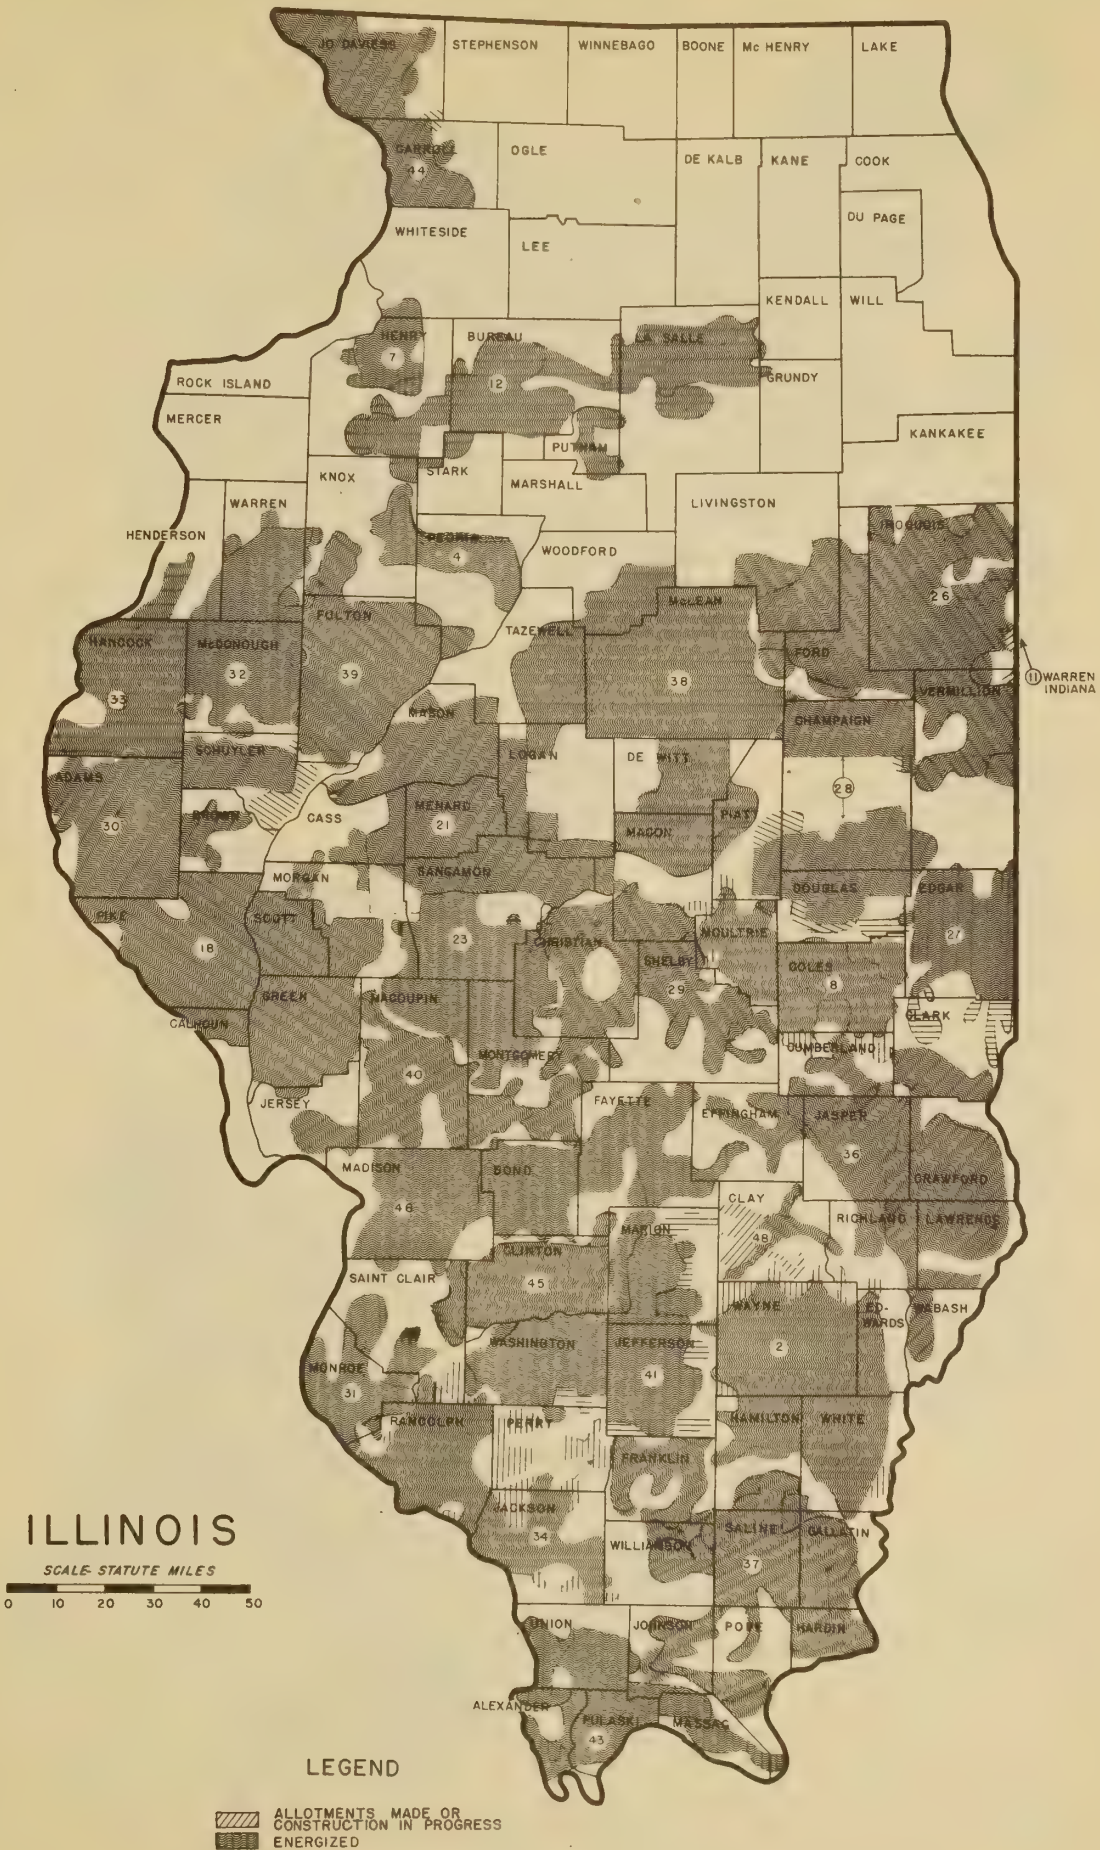 JO DAVIESS STEPHENSON WINNEBAGO BOONE Mc HENRY LAKE
CARROLL OGLE DE KALB KANE COOK
44
DU PAGE
WHITESIDE LEE
KENDALL WILL
HENRY BUREAU LA SALLE
7
12 GRUNDY
ROCK ISLAND
MERCER
KANKAKEE
PUTNAM
KNOX STARK
MARSHALL
WARREN LIVINGSTON
IROQUOIS
HENDERSON PEORIA WOODFORD
4
26
McLEAN
FULTON
TAZEWELL
HANCOCK McDONOUGH
FORD
32 39 38
11 WARREN
INDIANA
33
VERMILLION
MASON CHAMPAIGN
SCHUYLER LOGAN DE WITT
ADAMS
28
MENARD
BROWN CASS PIATT
30 21 MACON
MORGAN SANGAMON
DOUGLAS EDGAR
PIKE SCOTT
MOULTRIE 27
18 23 CHRISTIAN
SHELBY COLES
29 8
GREEN MACOUPIN
CALHOUN CLARK
MONTGOMERY CUMBERLAND
40
JERSEY FAYETTE EFFINGHAM JASPER
36
MADISON BOND
CRAWFORD
46 CLAY
RICHLAND LAWRENCE
MARION
CLINTON 48
SAINT CLAIR 45
WAYNE ED-
WARDS WABASH
WASHINGTON JEFFERSON
2
MONROE 41
31
RANDOLPH PERRY HAMILTON WHITE
FRANKLIN
JACKSON
34 SALINE GALLATIN
WILLIAMSON
37
UNION JOHNSON POPE HARDIN
ALEXANDER
PULASKI MASSAC
43
ILLINOIS
SCALE- STATUTE MILES
0 10 20 30 40 50
LEGEND
ALLOTMENTS MADE OR
CONSTRUCTION IN PROGRESS
ENERGIZED